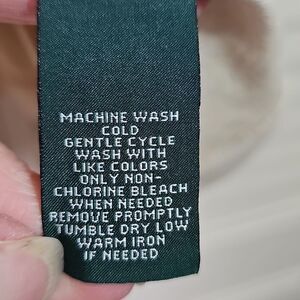 MACHINE WASH
COLD
GENTLE CYCLE
WASH WITH
LIKE COLORS
ONLY NON-
CHLORINE BLEACH
WHEN NEEDED
REMOVE PROMPTLY
TUMBLE DRY LOW
WARM IRON
IF NEEDED